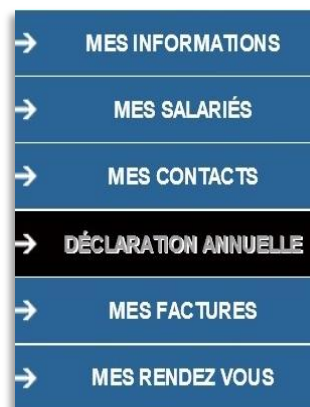 MES INFORMATIONS
MES SALARIÉS
MES CONTACTS
DÉCLARATION ANNUELLE
MES FACTURES
MES RENDEZ VOUS